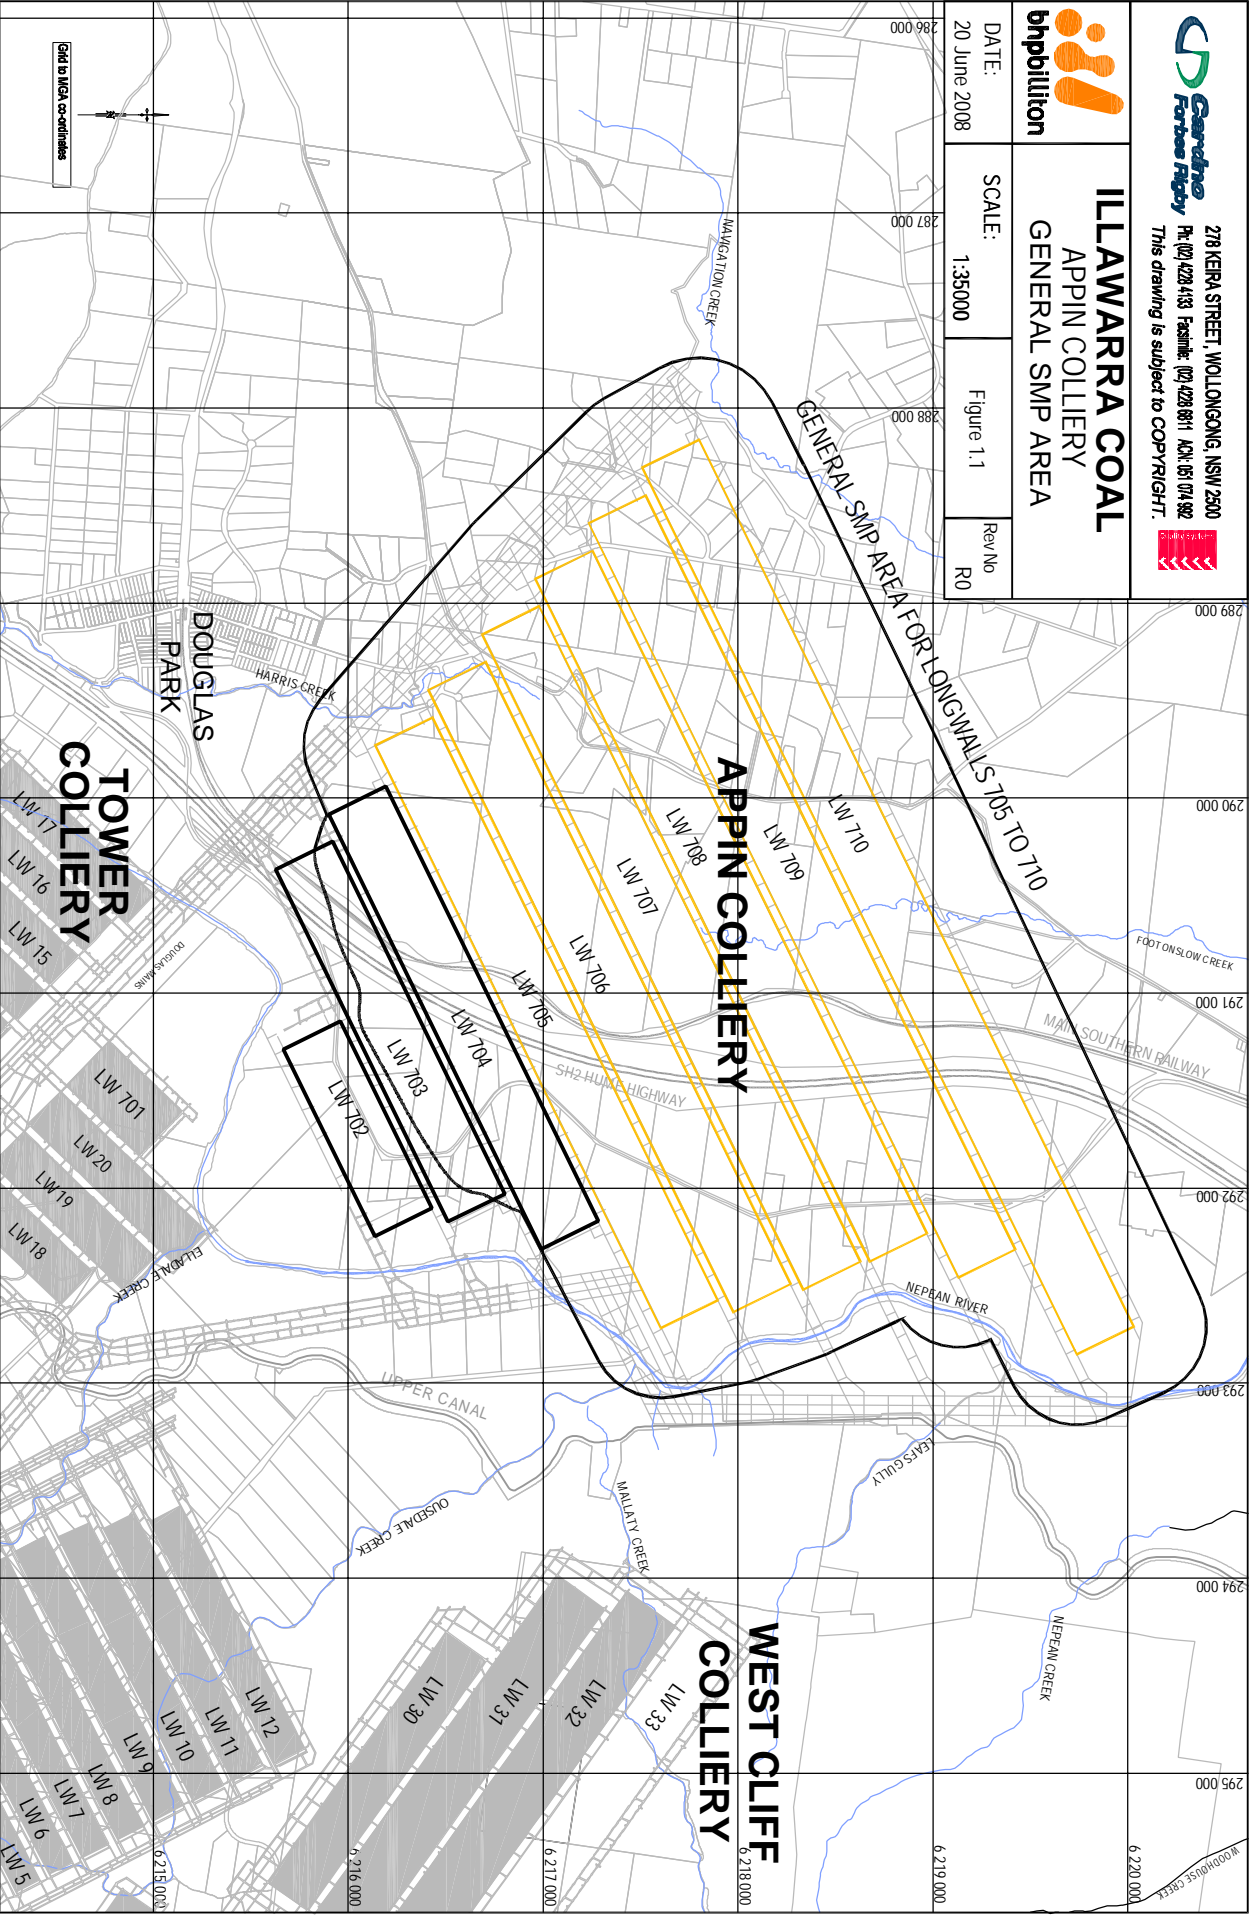 Cardno
Forbes Rigby
278 KEIRA STREET, WOLLONGONG, NSW 2500
Ph: (02) 4228 4133 Facsimile: (02) 4228 6811 ACN: 051 074 992
This drawing is subject to COPYRIGHT.
bhpbilliton
ILLAWARRA COAL
APPIN COLLIERY
GENERAL SMP AREA
DATE:
20 June 2008
SCALE:
1:35000
Figure 1.1
Rev No
R0
286 000
287 000
288 000
289 000
290 000
291 000
292 000
293 000
294 000
295 000
6 220 000
6 219 000
6 218 000
6 217 000
6 216 000
6 215 000
Grid to MGA co-ordinates
NAVIGATION CREEK
GENERAL SMP AREA FOR LONGWALLS 705 TO 710
FOOT ONSLOW CREEK
MAIN SOUTHERN RAILWAY
SH2 HUME HIGHWAY
APPIN COLLIERY
LW 710
LW 709
LW 708
LW 707
LW 706
LW 705
LW 704
LW 703
LW 702
HARRIS CREEK
DOUGLAS
PARK
TOWER
COLLIERY
DOUGLAS MAINS
LW 17
LW 16
LW 15
LW 701
LW20
LW19
LW18
ELLADALE CREEK
NEPEAN RIVER
UPPER CANAL
OUSEDALE CREEK
MALLATY CREEK
LEAFS GULLY
NEPEAN CREEK
WOODHOUSE CREEK
WEST CLIFF
COLLIERY
LW 33
LW 32
LW 31
LW 30
LW 12
LW 11
LW 10
LW 9
LW 8
LW 7
LW 6
LW 5